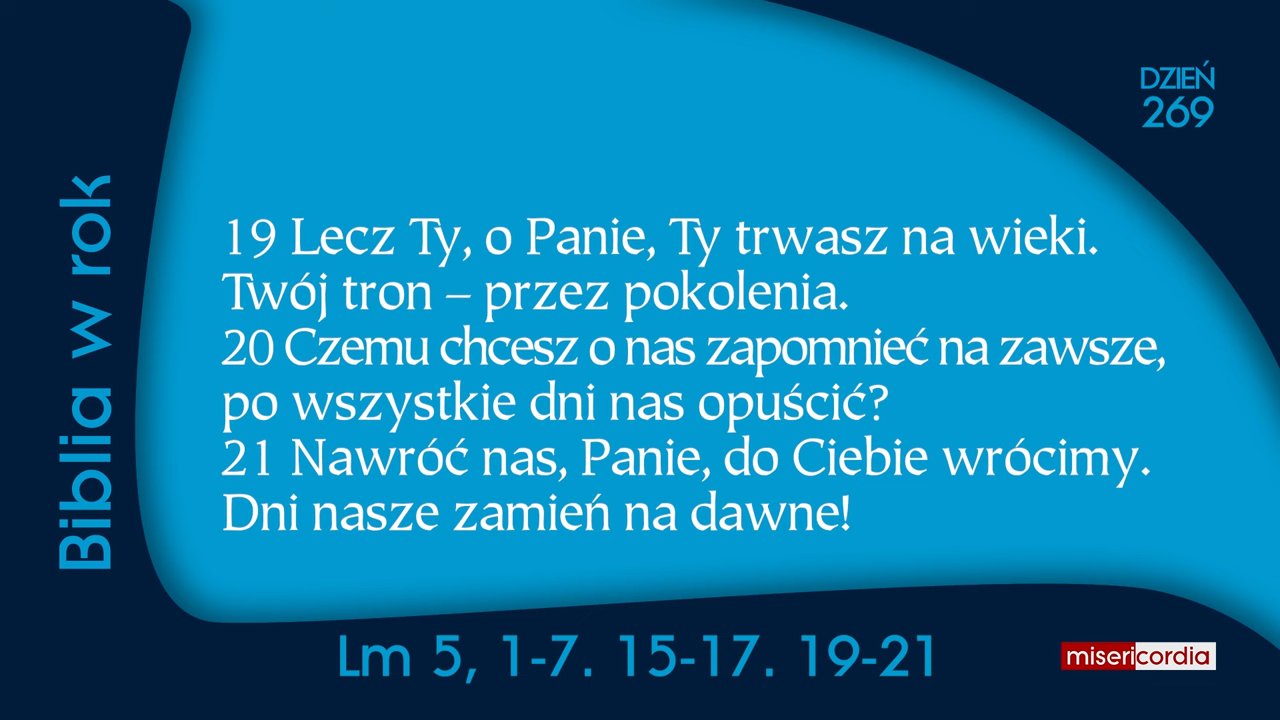 DZIEŃ
269
Biblia w rok
19 Lecz Ty, o Panie, Ty trwasz na wieki.
Twój tron – przez pokolenia.
20 Czemu chcesz o nas zapomnieć na zawsze,
po wszystkie dni nas opuścić?
21 Nawróć nas, Panie, do Ciebie wrócimy.
Dni nasze zamień na dawne!
Lm 5, 1-7. 15-17. 19-21
misericordia